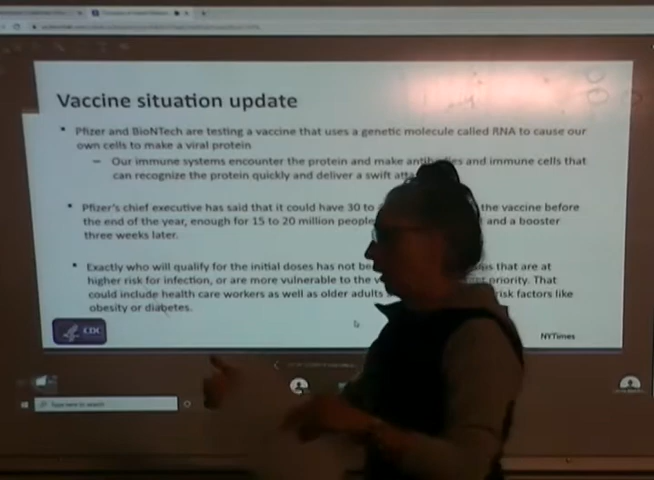 Vaccine situation update
Pfizer and BioNTech are testing a vaccine that uses a genetic molecule called RNA to cause our
own cells to make a viral protein
Our immune systems encounter the protein and make and immune cells that
can recognize the protein quickly and deliver a swift
Pfizer's chief executive has said that it could have 30 to the vaccine before
the end of the year, enough for 15 to 20 million people and a booster
three weeks later.
Exactly who will qualify for the initial doses has not that are at
higher risk for infection, or are more vulnerable to the priority. That
could include health care workers as well as older adults risk factors like
obesity or diabetes.
CDC
NYTimes
Type here to search